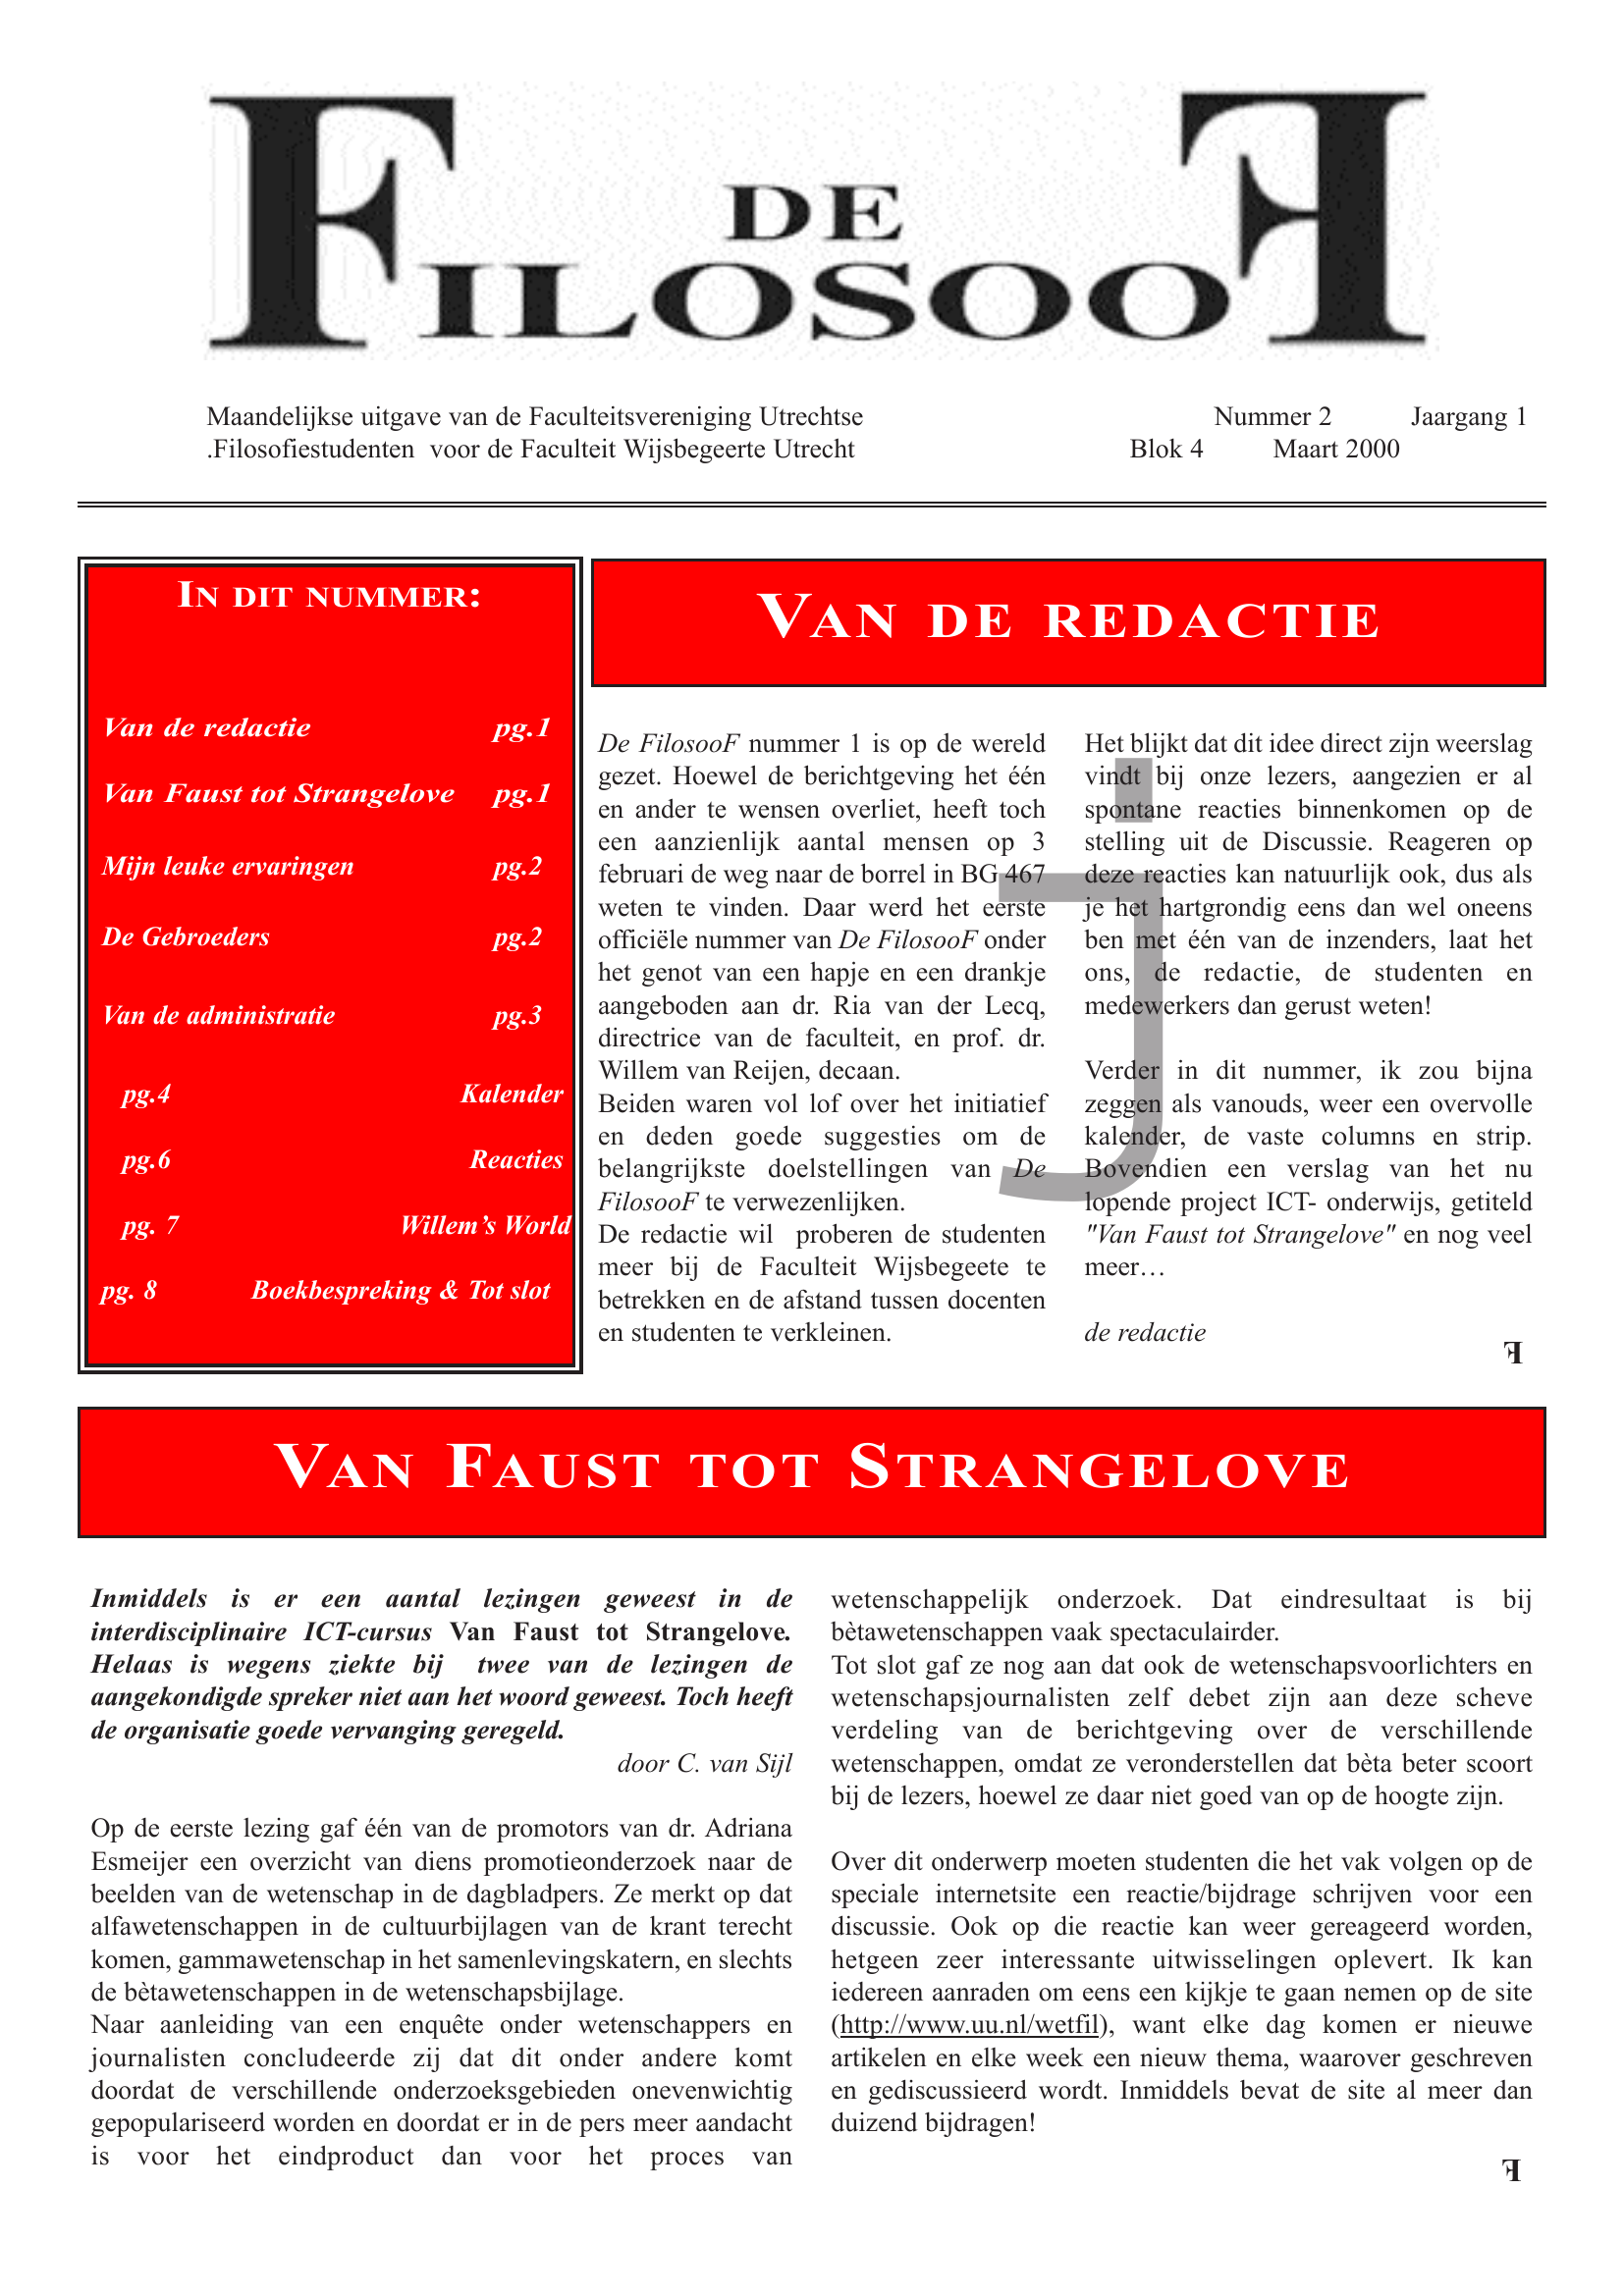 DE
FILOSOOF
Maandelijkse uitgave van de Faculteitsvereniging Utrechtse
.Filosofiestudenten voor de Faculteit Wijsbegeerte Utrecht
Nummer 2 Jaargang 1
Blok 4 Maart 2000
IN DIT NUMMER:
Van de redactie pg.1
Van Faust tot Strangelove pg.1
Mijn leuke ervaringen pg.2
De Gebroeders pg.2
Van de administratie pg.3
pg.4 Kalender
pg.6 Reacties
pg. 7 Willem's World
pg. 8 Boekbespreking & Tot slot
VAN DE REDACTIE
De FilosooF nummer 1 is op de wereld
gezet. Hoewel de berichtgeving het één
en ander te wensen overliet, heeft toch
een aanzienlijk aantal mensen op 3
februari de weg naar de borrel in BG 467
weten te vinden. Daar werd het eerste
officiële nummer van De FilosooF onder
het genot van een hapje en een drankje
aangeboden aan dr. Ria van der Lecq,
directrice van de faculteit, en prof. dr.
Willem van Reijen, decaan.
Beiden waren vol lof over het initiatief
en deden goede suggesties om de
belangrijkste doelstellingen van De
FilosooF te verwezenlijken.
De redactie wil proberen de studenten
meer bij de Faculteit Wijsbegeete te
betrekken en de afstand tussen docenten
en studenten te verkleinen.
j
Het blijkt dat dit idee direct zijn weerslag
vindt bij onze lezers, aangezien er al
spontane reacties binnenkomen op de
stelling uit de Discussie. Reageren op
deze reacties kan natuurlijk ook, dus als
je het hartgrondig eens dan wel oneens
ben met één van de inzenders, laat het
ons, de redactie, de studenten en
medewerkers dan gerust weten!
Verder in dit nummer, ik zou bijna
zeggen als vanouds, weer een overvolle
kalender, de vaste columns en strip.
Bovendien een verslag van het nu
lopende project ICT- onderwijs, getiteld
"Van Faust tot Strangelove" en nog veel
meer…
de redactie
F
VAN FAUST TOT STRANGELOVE
Inmiddels is er een aantal lezingen geweest in de
interdisciplinaire ICT-cursus Van Faust tot Strangelove.
Helaas is wegens ziekte bij twee van de lezingen de
aangekondigde spreker niet aan het woord geweest. Toch heeft
de organisatie goede vervanging geregeld.
door C. van Sijl
Op de eerste lezing gaf één van de promotors van dr. Adriana
Esmeijer een overzicht van diens promotieonderzoek naar de
beelden van de wetenschap in de dagbladpers. Ze merkt op dat
alfawetenschappen in de cultuurbijlagen van de krant terecht
komen, gammawetenschap in het samenlevingskatern, en slechts
de bètawetenschappen in de wetenschapsbijlage.
Naar aanleiding van een enquête onder wetenschappers en
journalisten concludeerde zij dat dit onder andere komt
doordat de verschillende onderzoeksgebieden onevenwichtig
gepopulariseerd worden en doordat er in de pers meer aandacht
is voor het eindproduct dan voor het proces van
wetenschappelijk onderzoek. Dat eindresultaat is bij
bètawetenschappen vaak spectaculairder.
Tot slot gaf ze nog aan dat ook de wetenschapsvoorlichters en
wetenschapsjournalisten zelf debet zijn aan deze scheve
verdeling van de berichtgeving over de verschillende
wetenschappen, omdat ze veronderstellen dat bèta beter scoort
bij de lezers, hoewel ze daar niet goed van op de hoogte zijn.
Over dit onderwerp moeten studenten die het vak volgen op de
speciale internetsite een reactie/bijdrage schrijven voor een
discussie. Ook op die reactie kan weer gereageerd worden,
hetgeen zeer interessante uitwisselingen oplevert. Ik kan
iedereen aanraden om eens een kijkje te gaan nemen op de site
(http://www.uu.nl/wetfil), want elke dag komen er nieuwe
artikelen en elke week een nieuw thema, waarover geschreven
en gediscussieerd wordt. Inmiddels bevat de site al meer dan
duizend bijdragen!
F